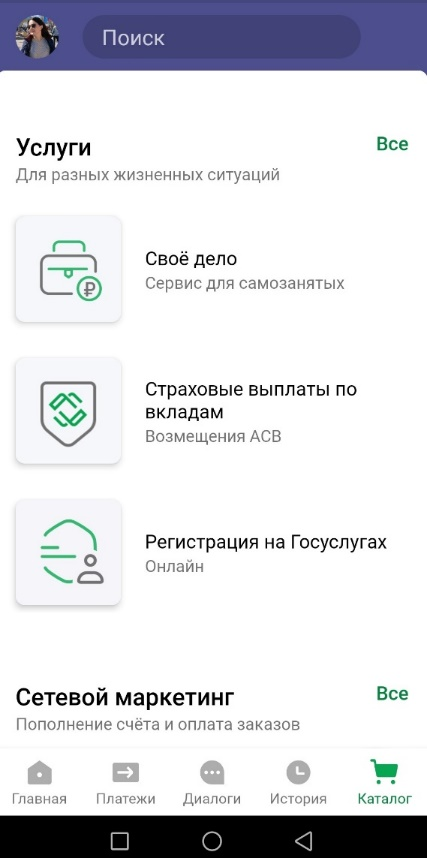 Поиск
Услуги
Все
Для разных жизненных ситуаций
Своё дело
Сервис для самозанятых
₽
Страховые выплаты по
вкладам
Возмещения АСВ
Регистрация на Госуслугах
Онлайн
Сетевой маркетинг
Все
Пополнение счёта и оплата заказов
Главная
Платежи
Диалоги
История
Каталог